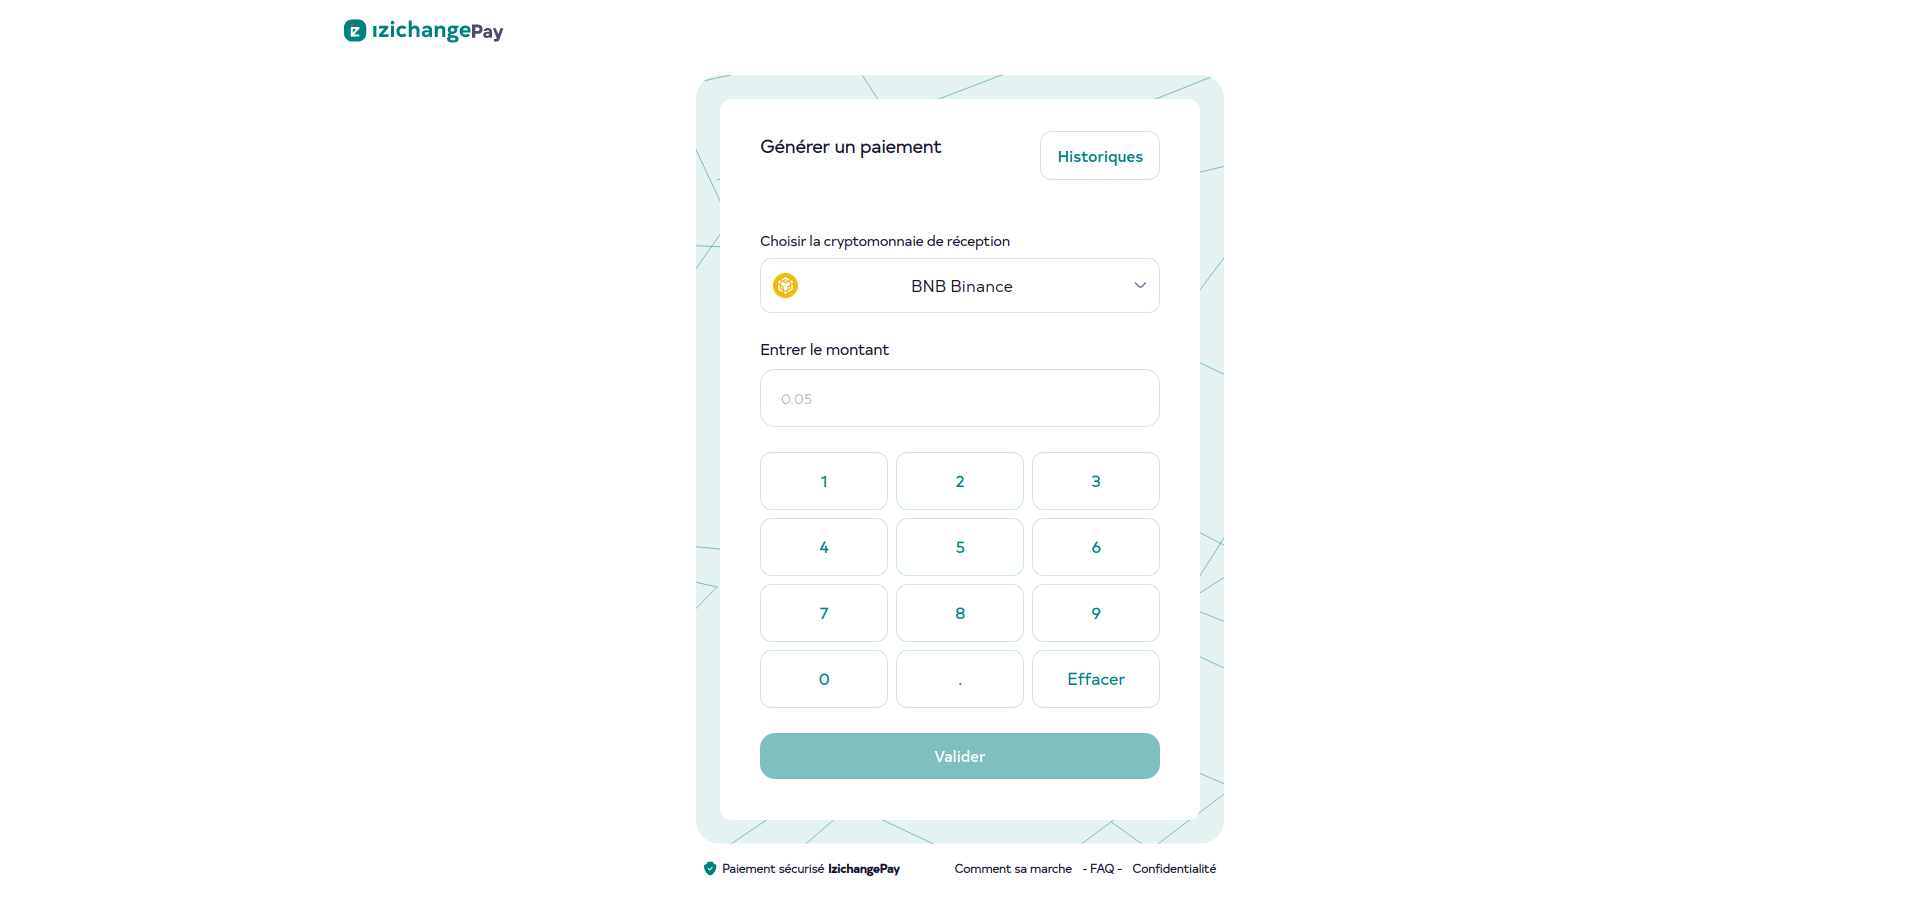 ızichangePay
Générer un paiement
Historiques
Choisir la cryptomonnaie de réception
BNB Binance
Entrer le montant
0.05
1 2 3
4 5 6
7 8 9
0 . Effacer
Valider
Paiement sécurisé IzichangePay Comment sa marche - FAQ - Confidentialité